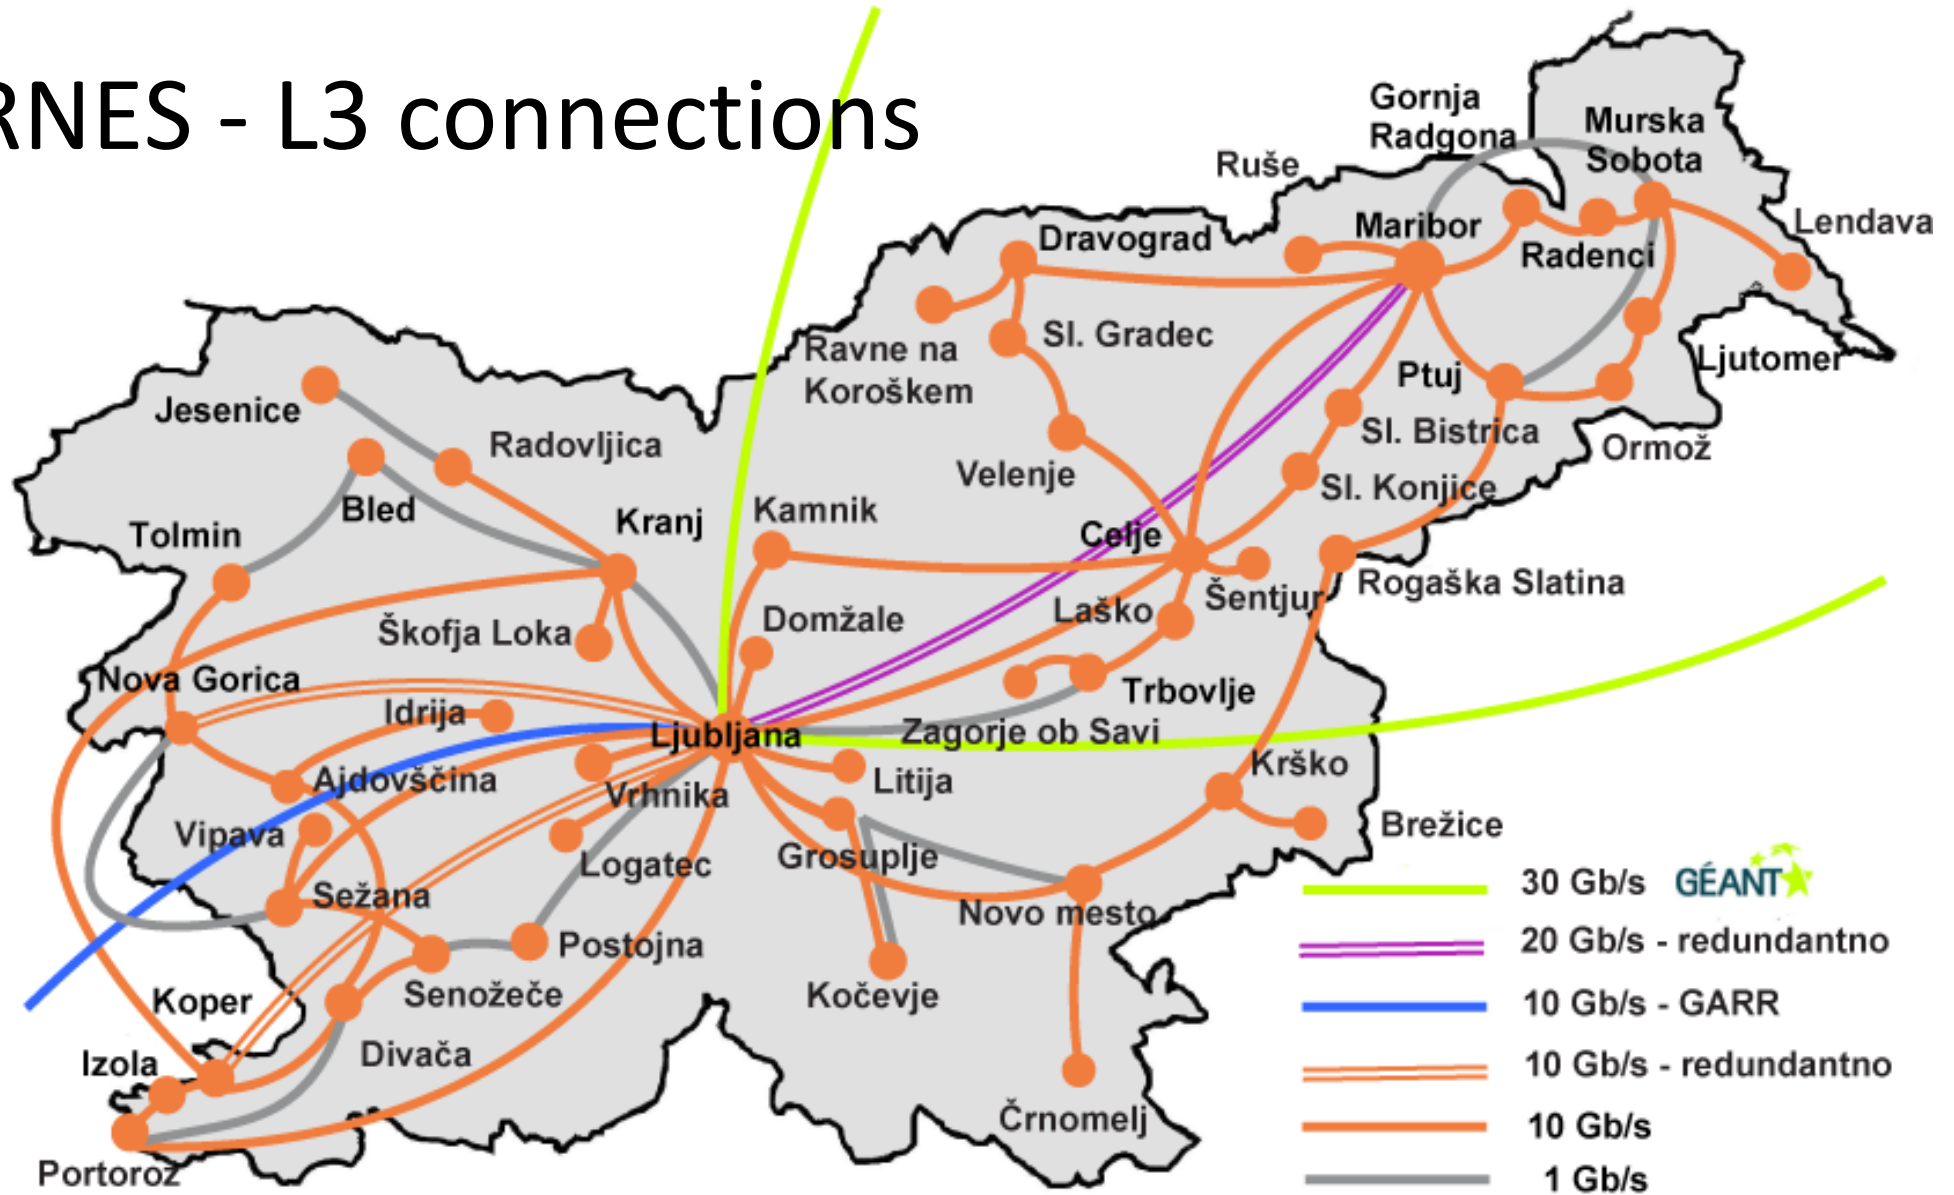 RNES - L3 connections
Gornja
Radgona
Murska
Sobota
Ruše
Maribor
Lendava
Dravograd
Radenci
Ravne na
Koroškem
Sl. Gradec
Ljutomer
Ptuj
Jesenice
Radovljica
Sl. Bistrica
Ormož
Velenje
Sl. Konjice
Bled
Kranj
Kamnik
Tolmin
Celje
Rogaška Slatina
Šentjur
Laško
Škofja Loka
Domžale
Nova Gorica
Trbovlje
Idrija
Ljubljana
Zagorje ob Savi
Krško
Ajdovščina
Vrhnika
Litija
Vipava
Brežice
Grosuplje
Logatec
Sežana
Novo mesto
Postojna
Senožeče
Kočevje
Koper
Divača
Izola
Črnomelj
Portorož
30 Gb/s GÉANT
20 Gb/s - redundantno
10 Gb/s - GARR
10 Gb/s - redundantno
10 Gb/s
1 Gb/s